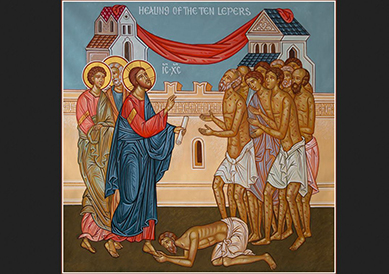 HEALING OF THE TEN LEPERS
IC XC